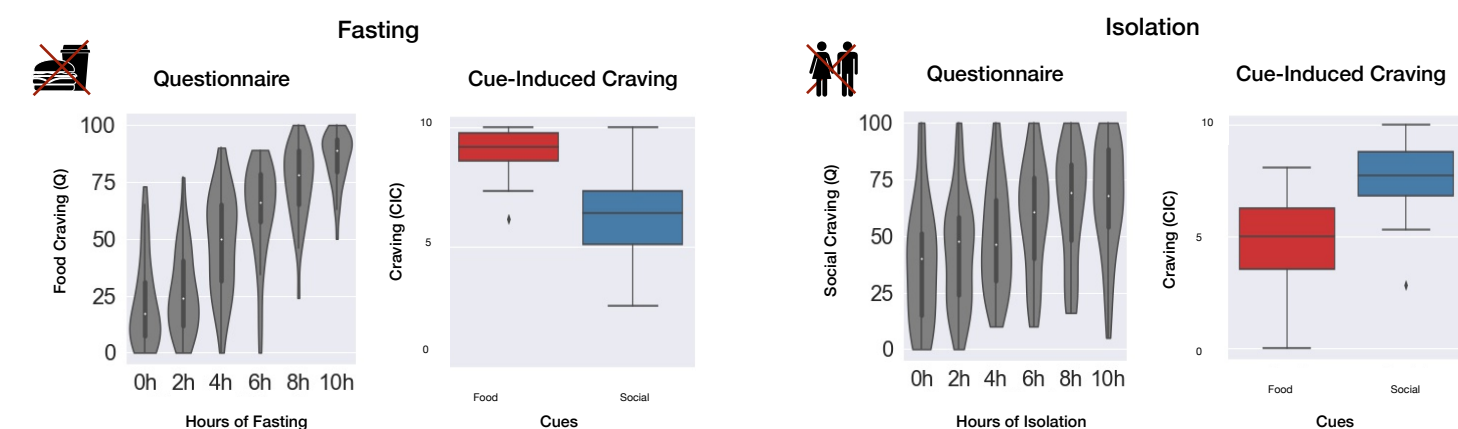 Fasting
Questionnaire
Food Craving (Q)
100
75
50
25
0
0h 2h 4h 6h 8h 10h
Hours of Fasting
Cue-Induced Craving
Craving (CIC)
10
5
0
Food Social
Cues
Isolation
Questionnaire
Social Craving (Q)
100
75
50
25
0
0h 2h 4h 6h 8h 10h
Hours of Isolation
Cue-Induced Craving
Craving (CIC)
10
5
0
Food Social
Cues